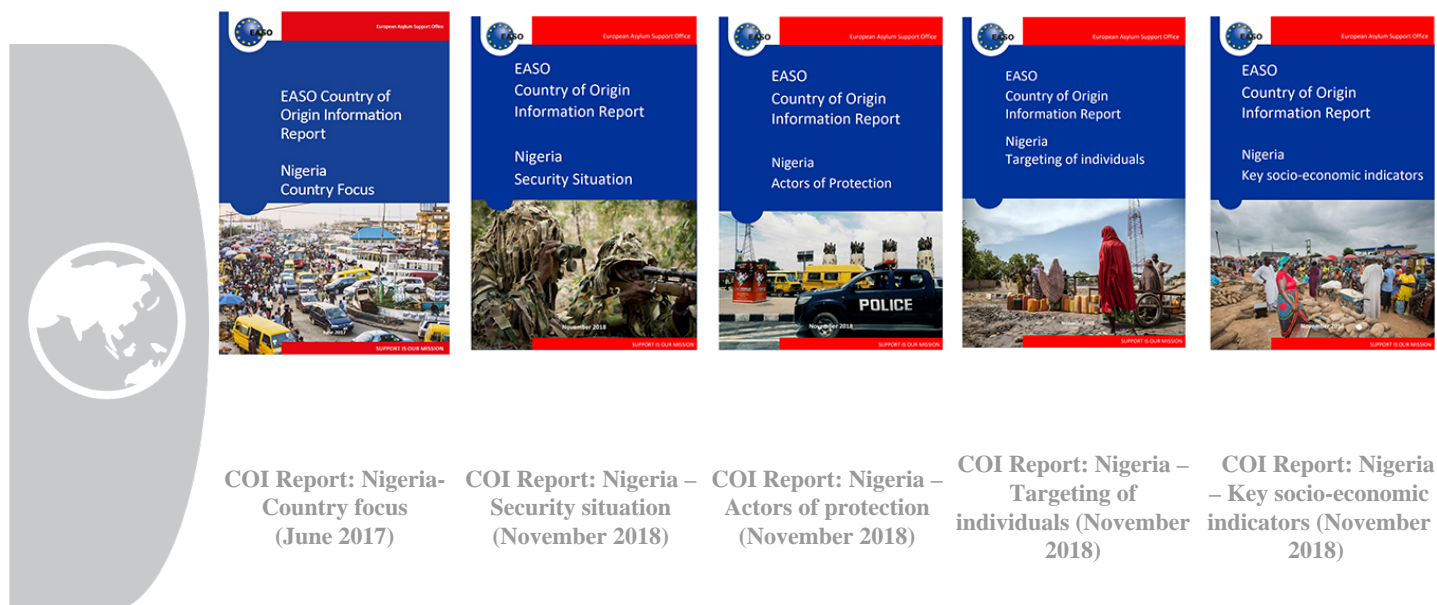 EASO
European Asylum Support Office
EASO Country of
Origin Information
Report
Nigeria
Country Focus
June 2017
SUPPORT IS OUR MISSION
EASO
European Asylum Support Office
EASO
Country of Origin
Information Report
Nigeria
Security Situation
November 2018
SUPPORT IS OUR MISSION
EASO
European Asylum Support Office
EASO
Country of Origin
Information Report
Nigeria
Actors of Protection
POLICE
November 2018
SUPPORT IS OUR MISSION
EASO
European Asylum Support Office
EASO
Country of Origin
Information Report
Nigeria
Targeting of individuals
November 2018
SUPPORT IS OUR MISSION
EASO
European Asylum Support Office
EASO
Country of Origin
Information Report
Nigeria
Key socio-economic indicators
November 2018
SUPPORT IS OUR MISSION
COI Report: Nigeria-
Country focus
(June 2017)
COI Report: Nigeria –
Security situation
(November 2018)
COI Report: Nigeria –
Actors of protection
(November 2018)
COI Report: Nigeria –
Targeting of
individuals (November
2018)
COI Report: Nigeria
– Key socio-economic
indicators (November
2018)